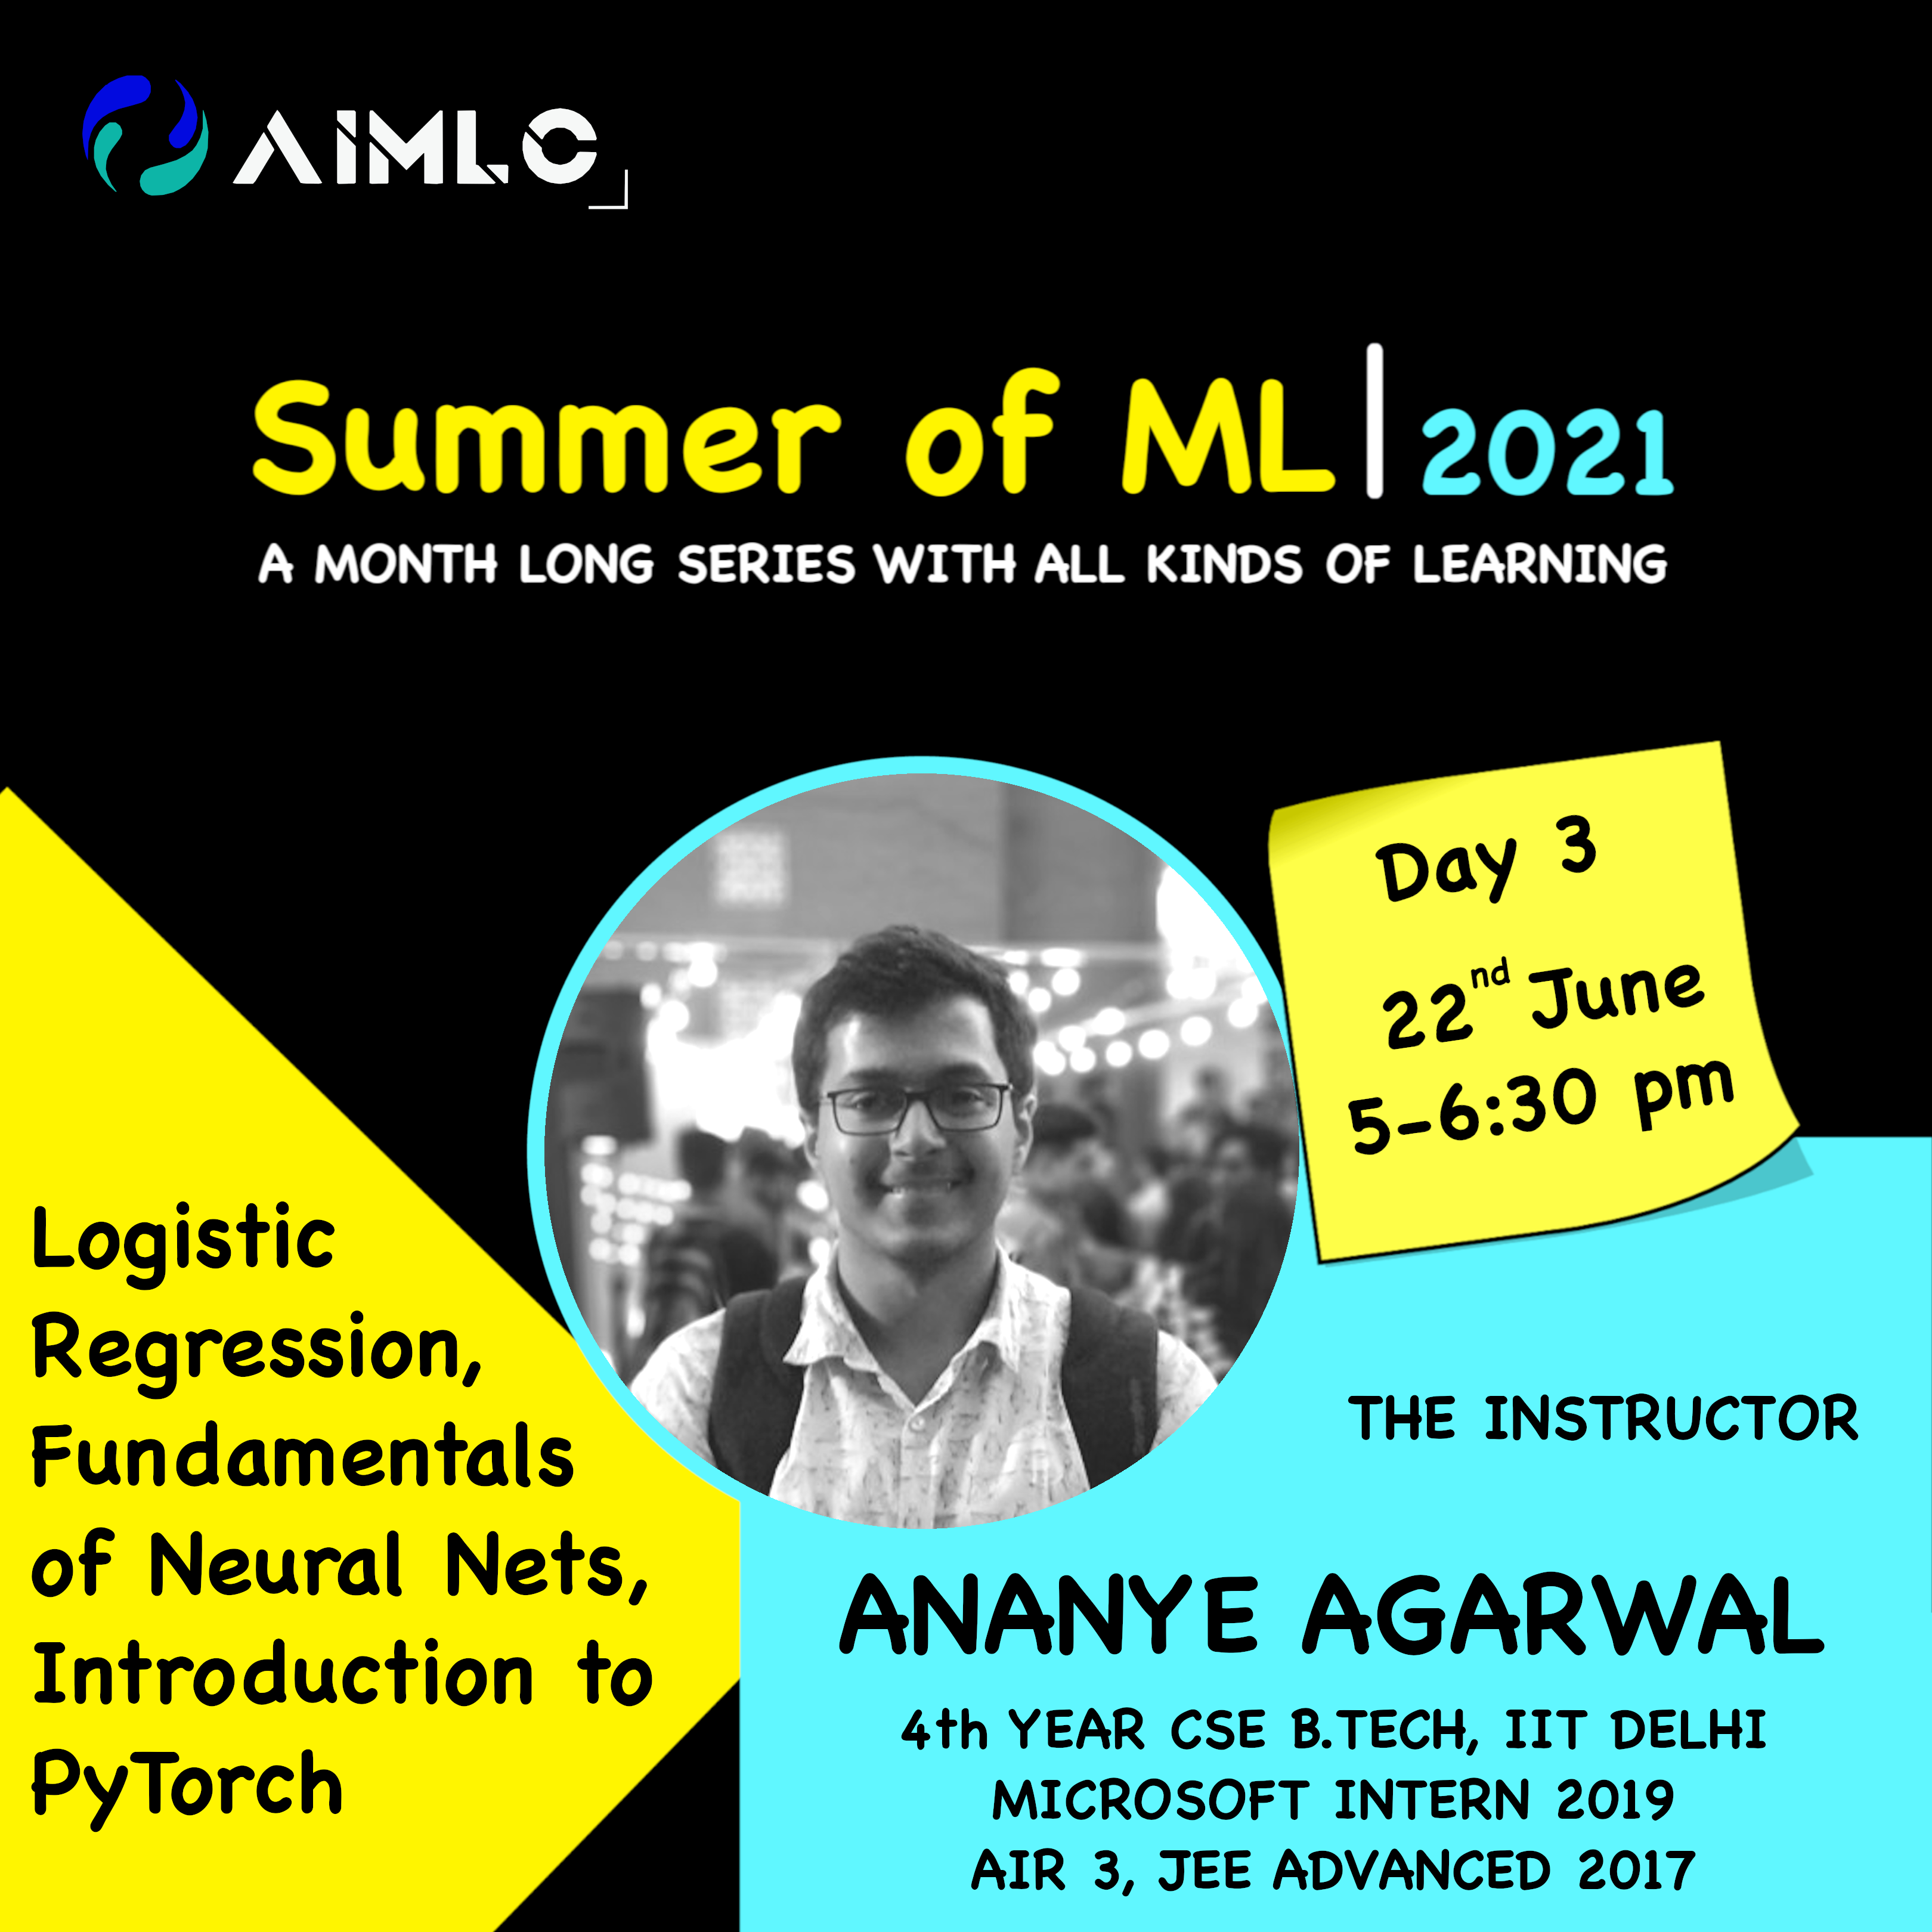 AIMLC
Summer of ML | 2021
A MONTH LONG SERIES WITH ALL KINDS OF LEARNING
Day 3
22nd June
5-6:30 pm
Logistic
Regression,
Fundamentals
of Neural Nets,
Introduction to
PyTorch
THE INSTRUCTOR
ANANYE AGARWAL
4th YEAR CSE B.TECH, IIT DELHI
MICROSOFT INTERN 2019
AIR 3, JEE ADVANCED 2017